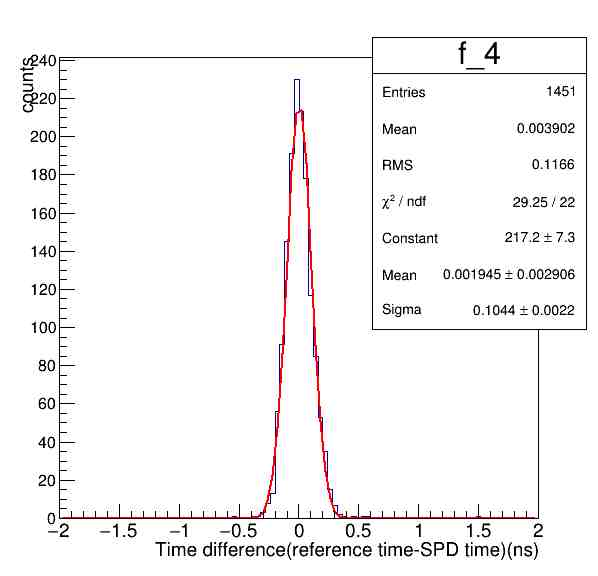 f_4
Entries 1451
Mean 0.003902
RMS 0.1166
χ² / ndf 29.25 / 22
Constant 217.2 ± 7.3
Mean 0.001945 ± 0.002906
Sigma 0.1044 ± 0.0022
counts
240
220
200
180
160
140
120
100
80
60
40
20
0
−2 −1.5 −1 −0.5 0 0.5 1 1.5 2
Time difference(reference time-SPD time)(ns)